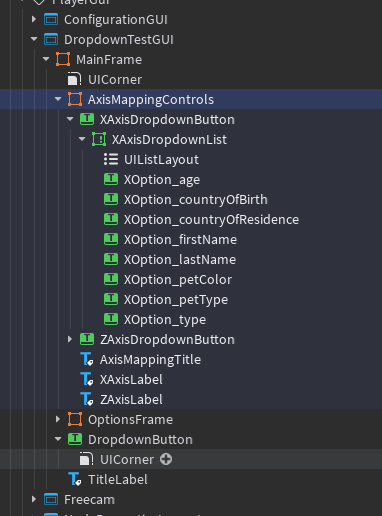 PlayerGui
ConfigurationGUI
DropdownTestGUI
MainFrame
UICorner
AxisMappingControls
XAxisDropdownButton
XAxisDropdownList
UIListLayout
XOption_age
XOption_countryOfBirth
XOption_countryOfResidence
XOption_firstName
XOption_lastName
XOption_petColor
XOption_petType
XOption_type
ZAxisDropdownButton
AxisMappingTitle
XAxisLabel
ZAxisLabel
OptionsFrame
DropdownButton
UICorner
TitleLabel
Freecam